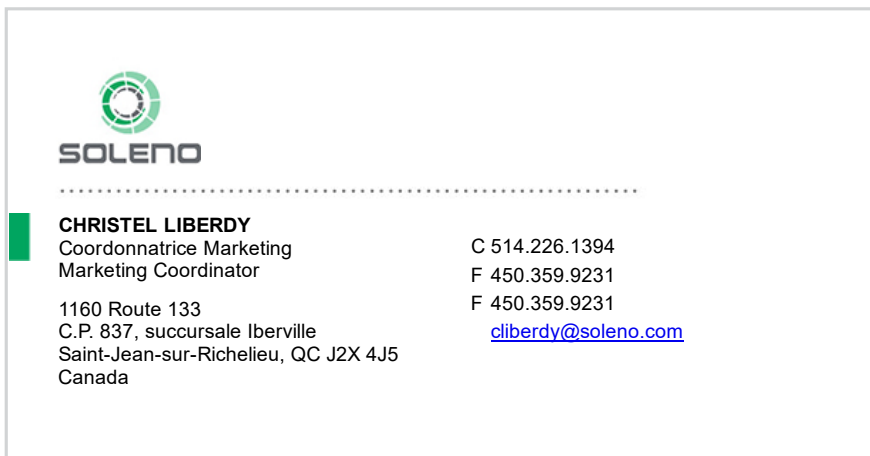 SOLENO
CHRISTEL LIBERDY
Coordonnatrice Marketing
Marketing Coordinator
1160 Route 133
C.P. 837, succursale Iberville
Saint-Jean-sur-Richelieu, QC J2X 4J5
Canada
C 514.226.1394
F 450.359.9231
F 450.359.9231
cliberdy@soleno.com